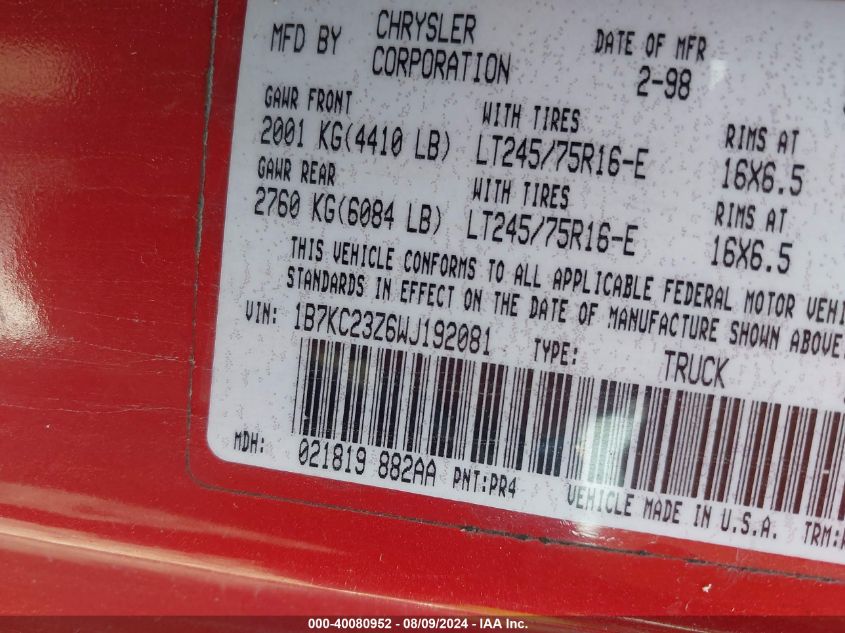 MFD BY CHRYSLER CORPORATION DATE OF MFR 2-98
GAWR FRONT WITH TIRES RIMS AT
2001 KG(4410 LB) LT245/75R16-E 16X6.5
GAWR REAR WITH TIRES RIMS AT
2760 KG(6084 LB) LT245/75R16-E 16X6.5
THIS VEHICLE CONFORMS TO ALL APPLICABLE FEDERAL MOTOR
STANDARDS IN EFFECT ON THE DATE OF MANUFACTURE SHOWN ABOVE.
VIN: 1B7KC23Z6WJ192081 TYPE: TRUCK
MDH: 021819 882AA PNT:PR4
VEHICLE MADE IN U.S.A. TRM:
000-40080952 - 08/09/2024 - IAA Inc.